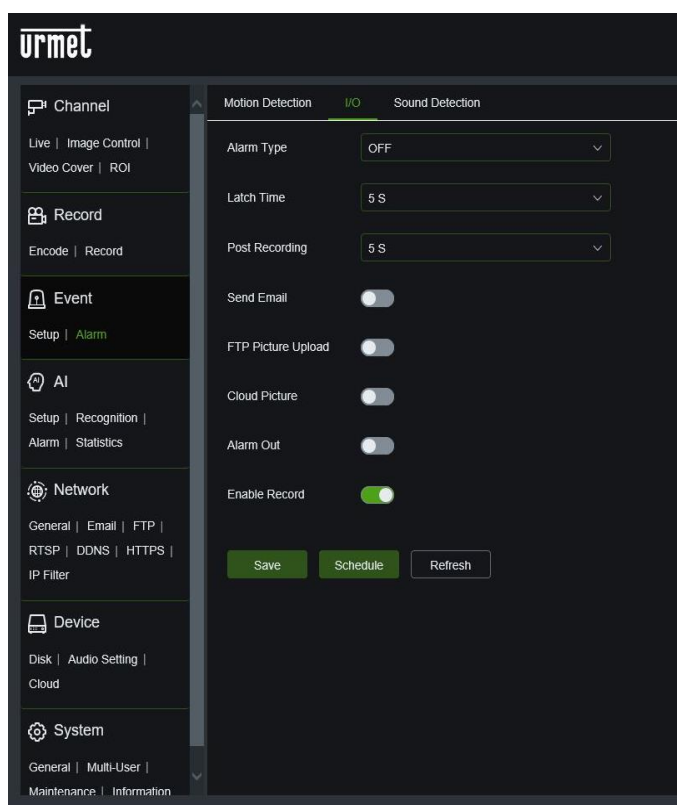 urmet
Channel
Live | Image Control |
Video Cover | ROI
Record
Encode | Record
Event
Setup | Alarm
AI
Setup | Recognition |
Alarm | Statistics
Network
General | Email | FTP |
RTSP | DDNS | HTTPS |
IP Filter
Device
Disk | Audio Setting |
Cloud
System
General | Multi-User |
Maintenance | Information
Motion Detection I/O Sound Detection
Alarm Type OFF
Latch Time 5 S
Post Recording 5 S
Send Email
FTP Picture Upload
Cloud Picture
Alarm Out
Enable Record
Save Schedule Refresh